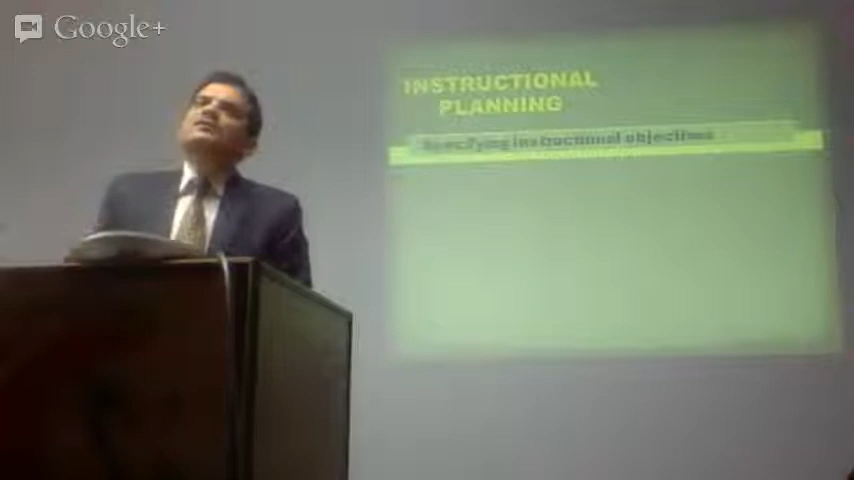 Google+
INSTRUCTIONAL
PLANNING
Specifying instructional objectives